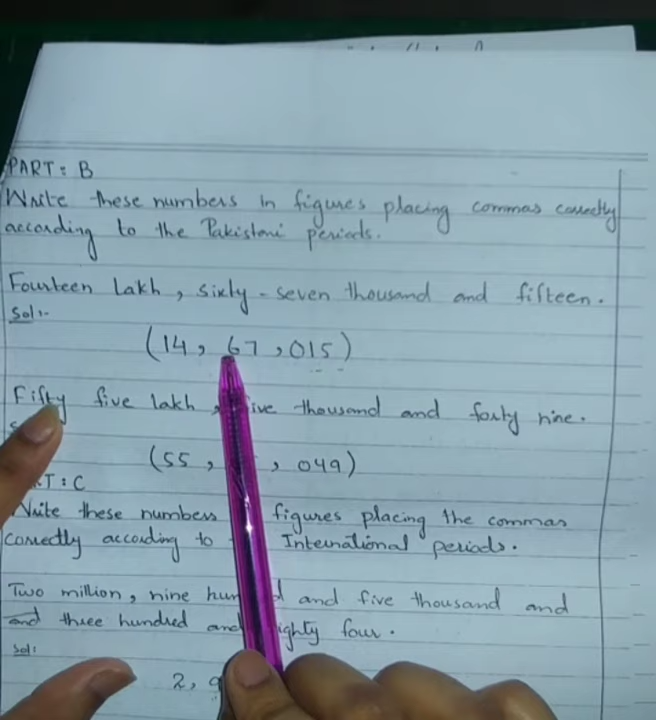 PART: B
Write these numbers in figures placing commas correctly
according to the Pakistani periods.
Fourteen Lakh, sixty-seven thousand and fifteen.
Sol:-
(14, 67,015)
Fifty five lakh, five thousand and forty nine.
(55, , 049)
T: C
Write these numbers figures placing the commas
correctly according to International periods.
Two million, nine and five thousand and
and three hundred and eighty four.
Sol:
2, 9